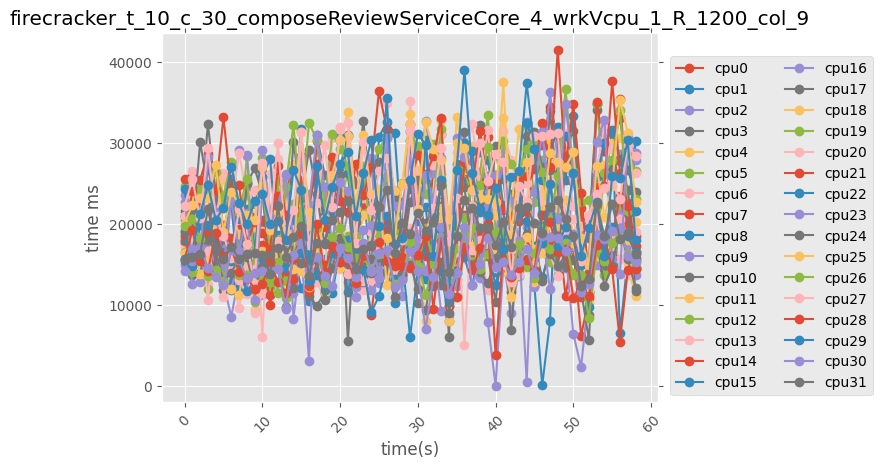 firecracker_t_10_c_30_composeReviewServiceCore_4_wrkVcpu_1_R_1200_col_9
40000
30000
20000
10000
0
time ms
0 10 20 30 40 50 60
time(s)
cpu0 cpu16
cpu1 cpu17
cpu2 cpu18
cpu3 cpu19
cpu4 cpu20
cpu5 cpu21
cpu6 cpu22
cpu7 cpu23
cpu8 cpu24
cpu9 cpu25
cpu10 cpu26
cpu11 cpu27
cpu12 cpu28
cpu13 cpu29
cpu14 cpu30
cpu15 cpu31